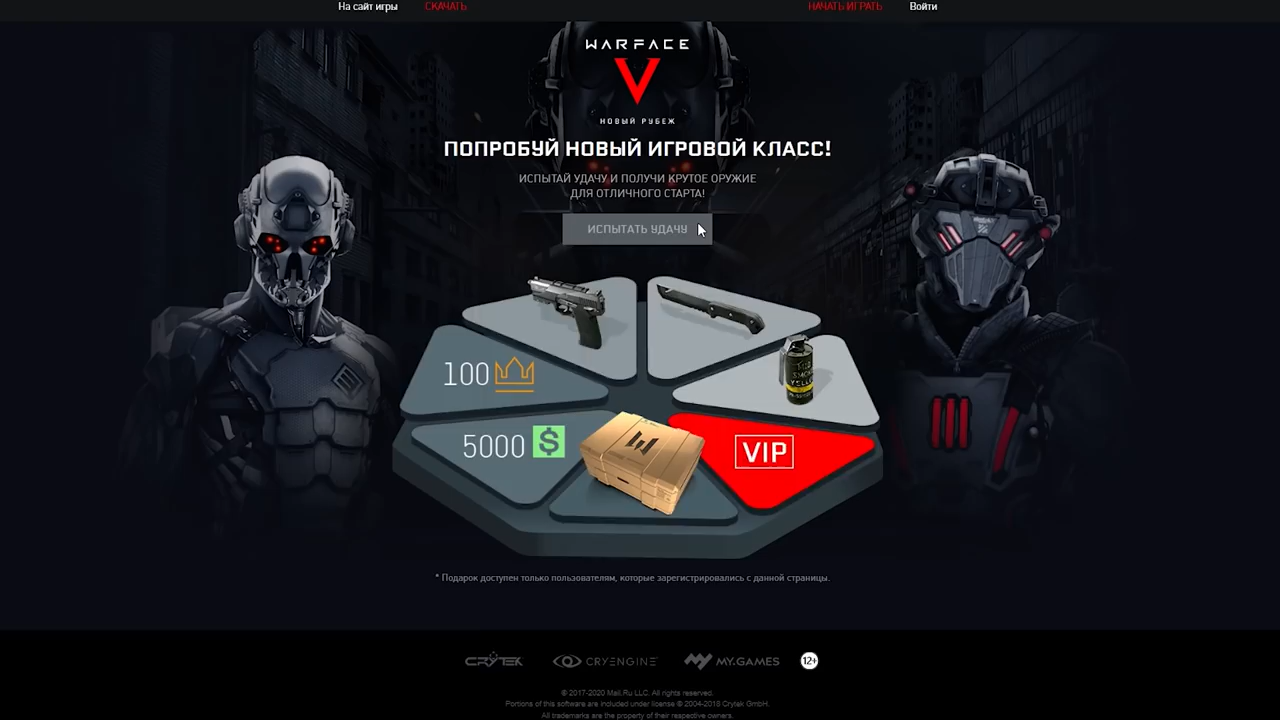 На сайт игры
СКАЧАТЬ
НАЧАТЬ ИГРАТЬ
Войти
WARFACE
НОВЫЙ РУБЕЖ
ПОПРОБУЙ НОВЫЙ ИГРОВОЙ КЛАСС!
ИСПЫТАЙ УДАЧУ И ПОЛУЧИ КРУТОЕ ОРУЖИЕ
ДЛЯ ОТЛИЧНОГО СТАРТА!
ИСПЫТАТЬ УДАЧУ
100
SMOKE
YELLOW
5000 $
VIP
* Подарок доступен только пользователям, которые зарегистрировались с данной страницы.
CRYTEK
CRYENGINE
MY.GAMES
12+
© 2017-2020 Mail.Ru LLC. All rights reserved.
Portions of this software are included under license © 2004-2018 Crytek GmbH.
All trademarks are the property of their respective owners.